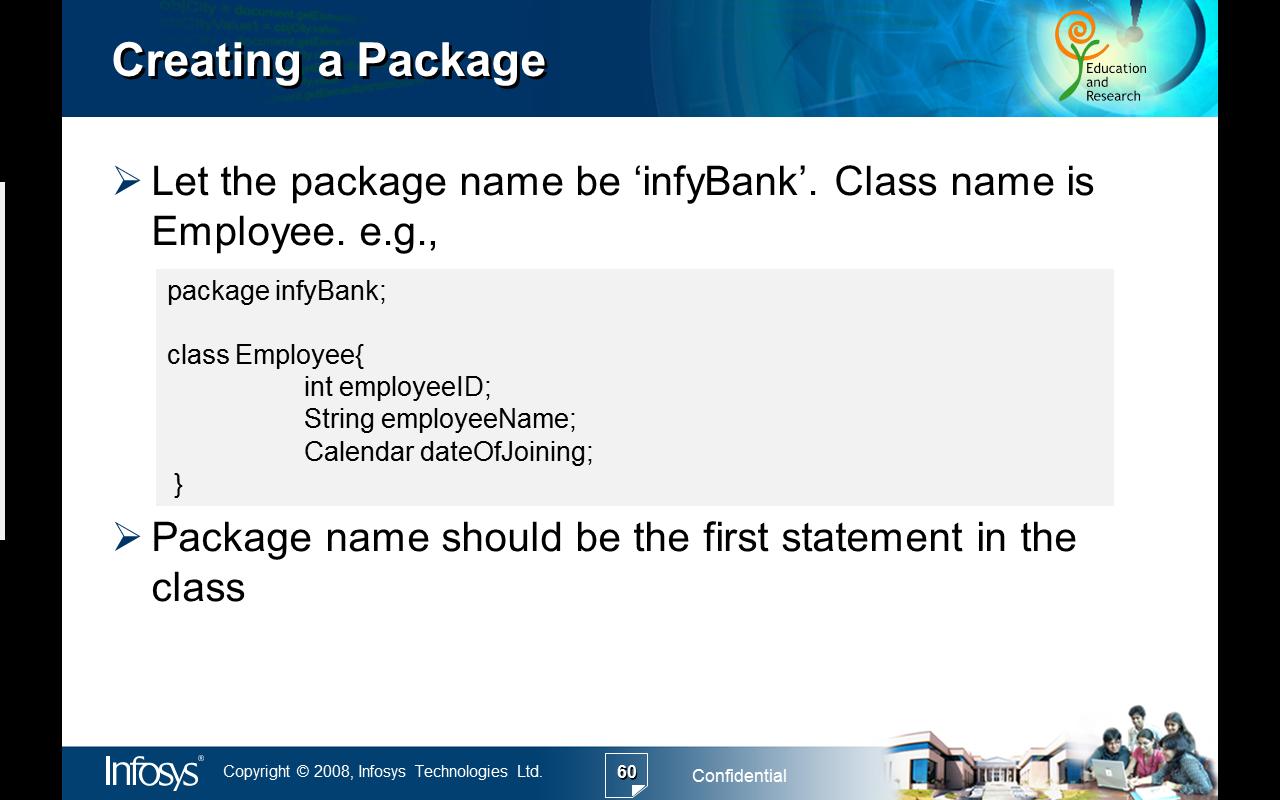 Creating a Package
Education
and
Research
Let the package name be ‘infyBank’. Class name is
Employee. e.g.,
package infyBank;
class Employee{
int employeeID;
String employeeName;
Calendar dateOfJoining;
}
Package name should be the first statement in the
class
Infosys®
Copyright © 2008, Infosys Technologies Ltd.
60
Confidential